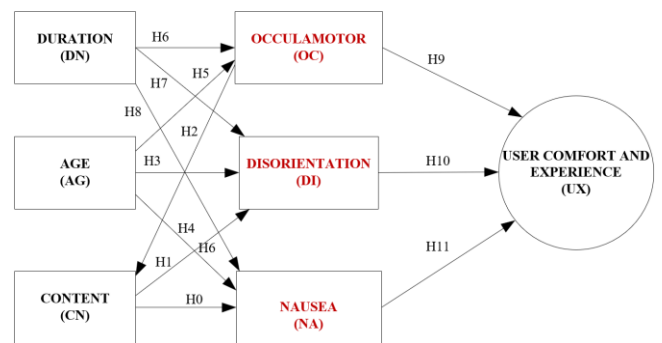 DURATION
(DN)
H6
OCCULAMOTOR
(OC)
H5
H7
H9
H8
H2
AGE
(AG)
H3
DISORIENTATION
(DI)
H10
USER COMFORT AND
EXPERIENCE
(UX)
H4
H6
H1
H11
CONTENT
(CN)
H0
NAUSEA
(NA)